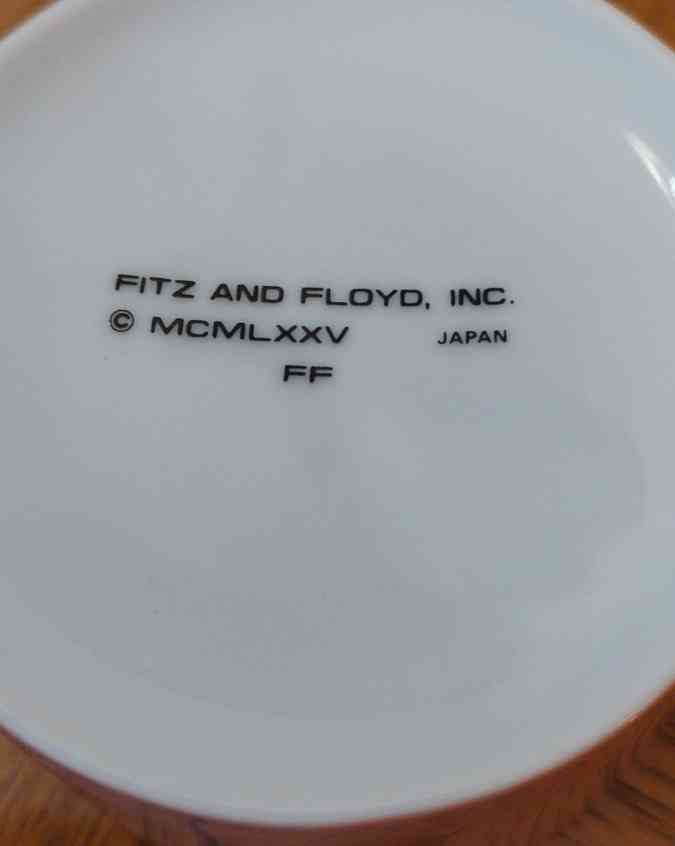 FITZ AND FLOYD, INC.
© MCMLXXV JAPAN
FF